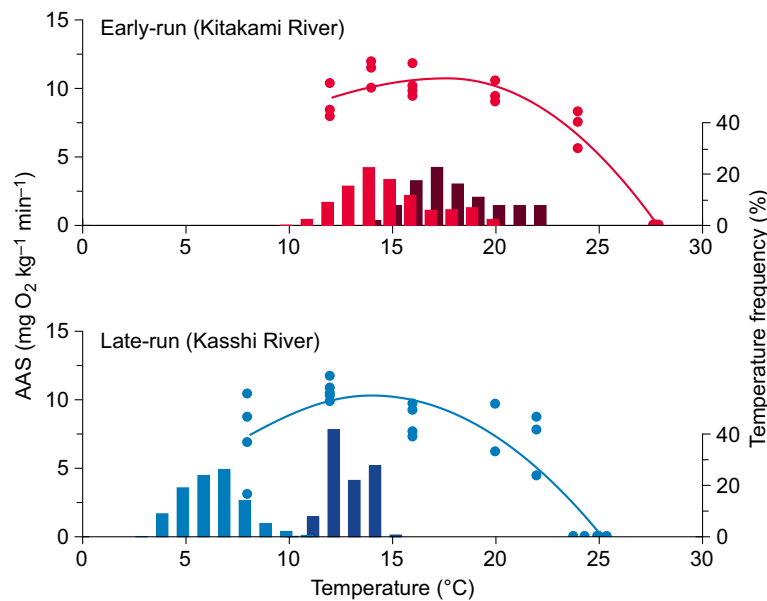 15
Early-run (Kitakami River)
10
40
5
20
0
0
0 5 10 15 20 25 30
15
Late-run (Kasshi River)
10
40
5
20
0
0
0 5 10 15 20 25 30
Temperature (°C)
AAS (mg O₂ kg⁻¹ min⁻¹)
Temperature frequency (%)